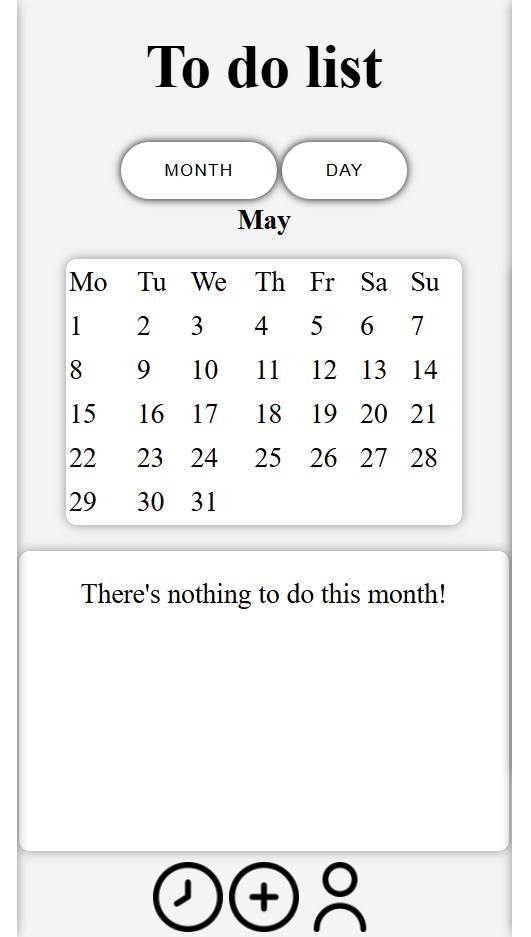 To do list
MONTH DAY
May
Mo Tu We Th Fr Sa Su
1 2 3 4 5 6 7
8 9 10 11 12 13 14
15 16 17 18 19 20 21
22 23 24 25 26 27 28
29 30 31
There's nothing to do this month!